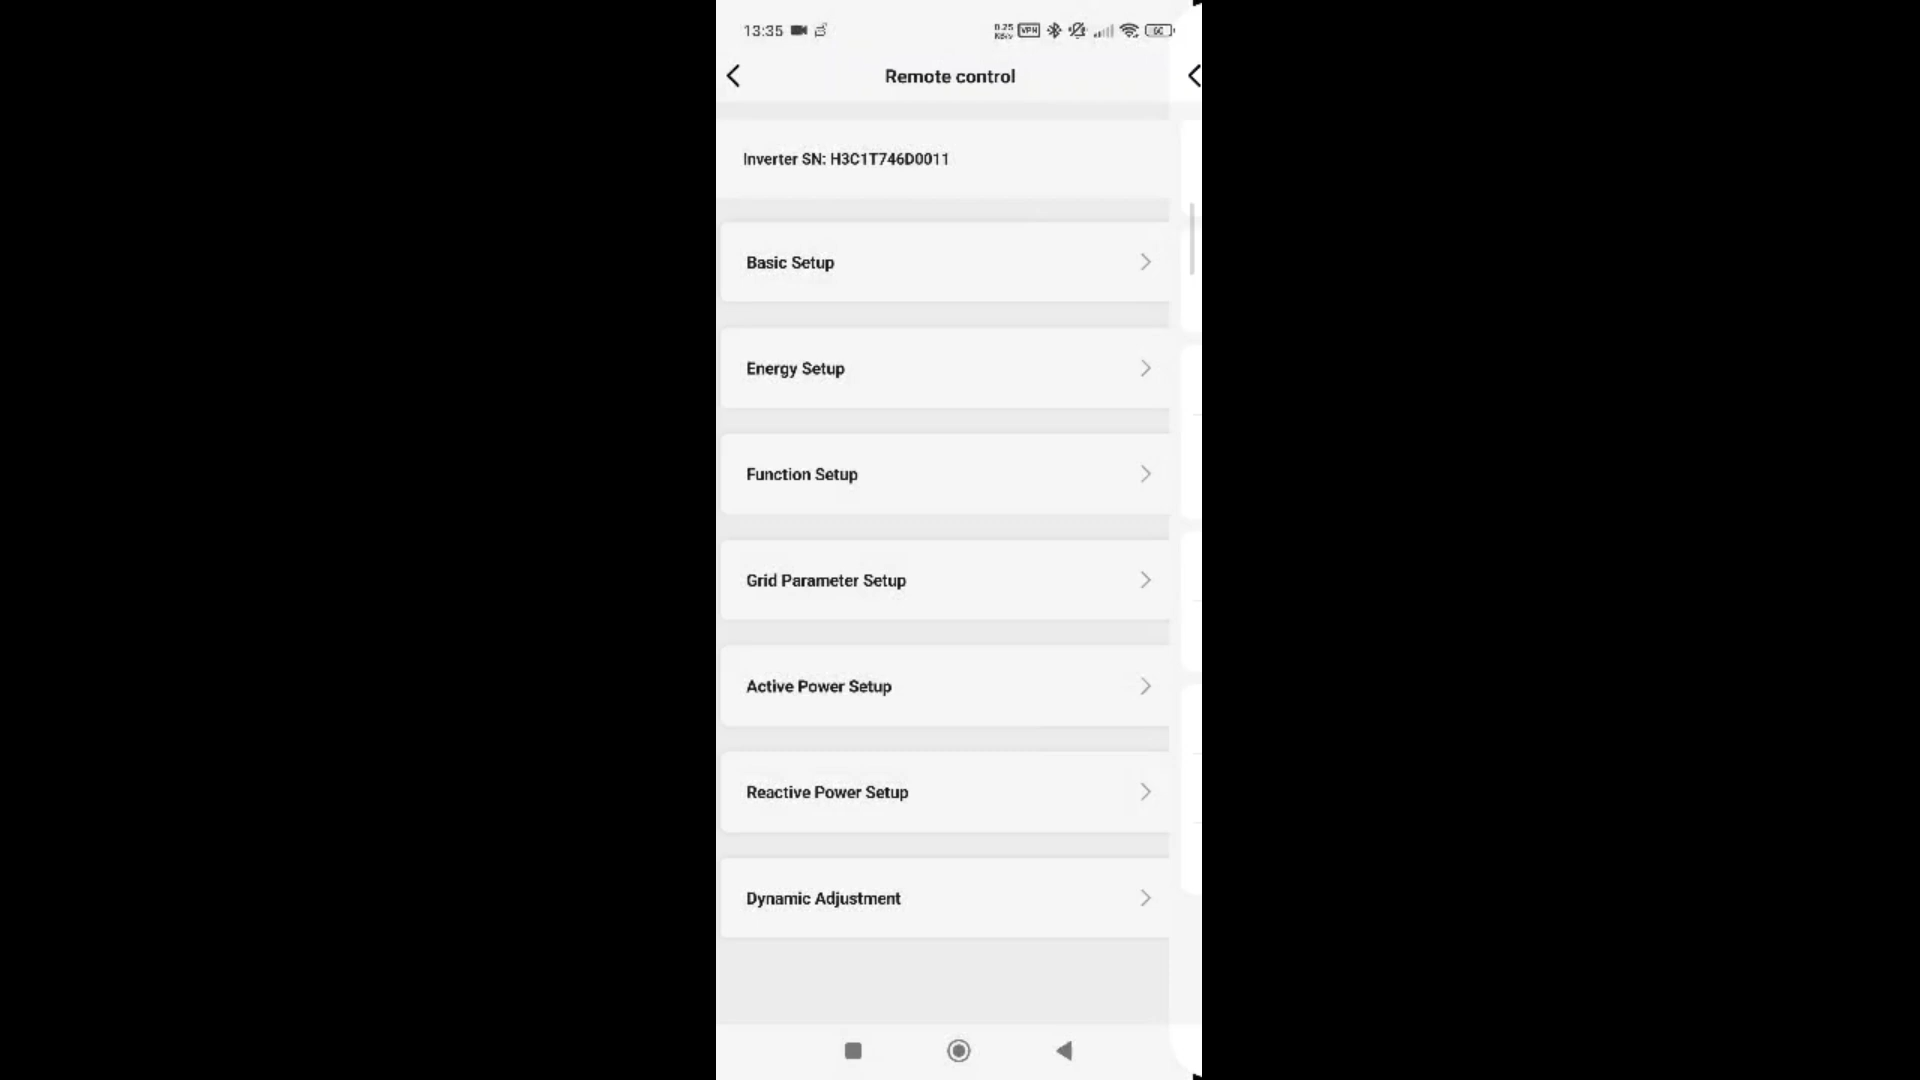 13:35
VPN
Remote control
Inverter SN: H3C1T746D0011
Basic Setup
Energy Setup
Function Setup
Grid Parameter Setup
Active Power Setup
Reactive Power Setup
Dynamic Adjustment